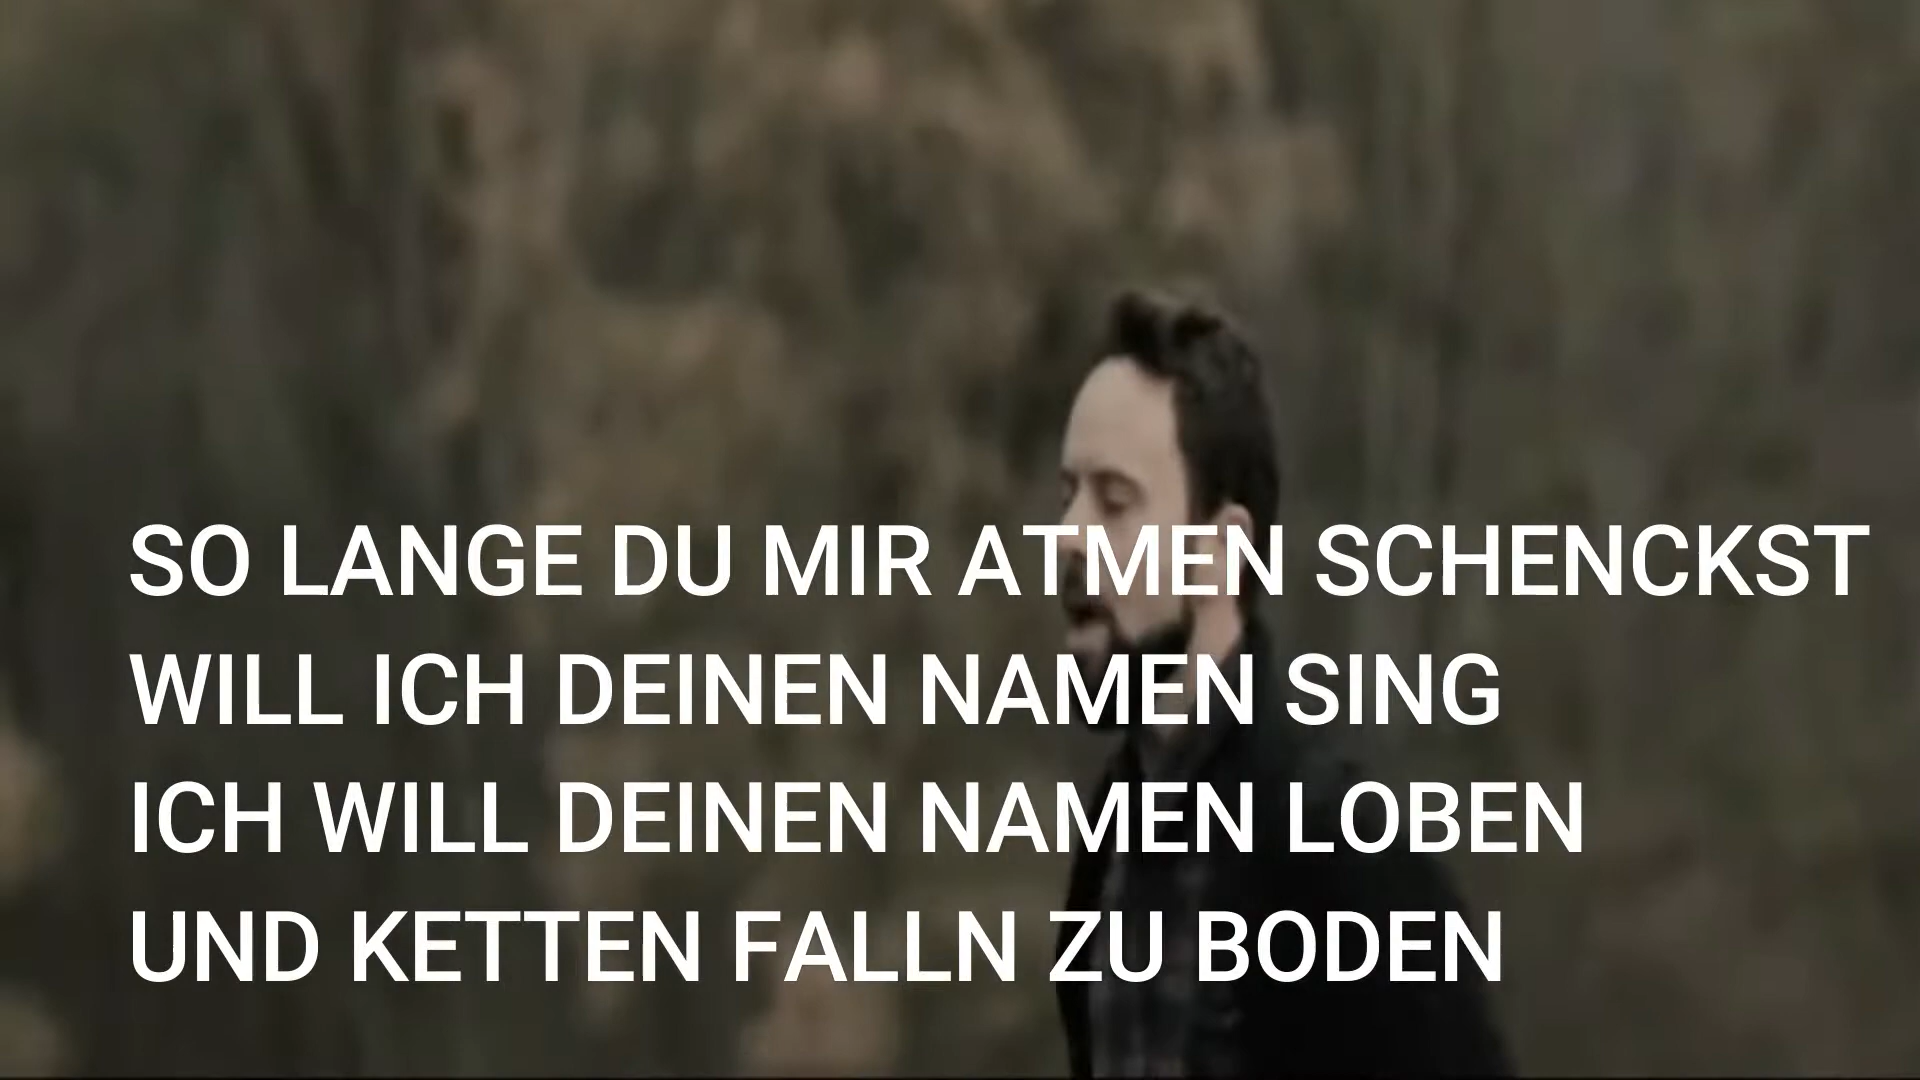 SO LANGE DU MIR ATMEN SCHENCKST
WILL ICH DEINEN NAMEN SING
ICH WILL DEINEN NAMEN LOBEN
UND KETTEN FALLN ZU BODEN